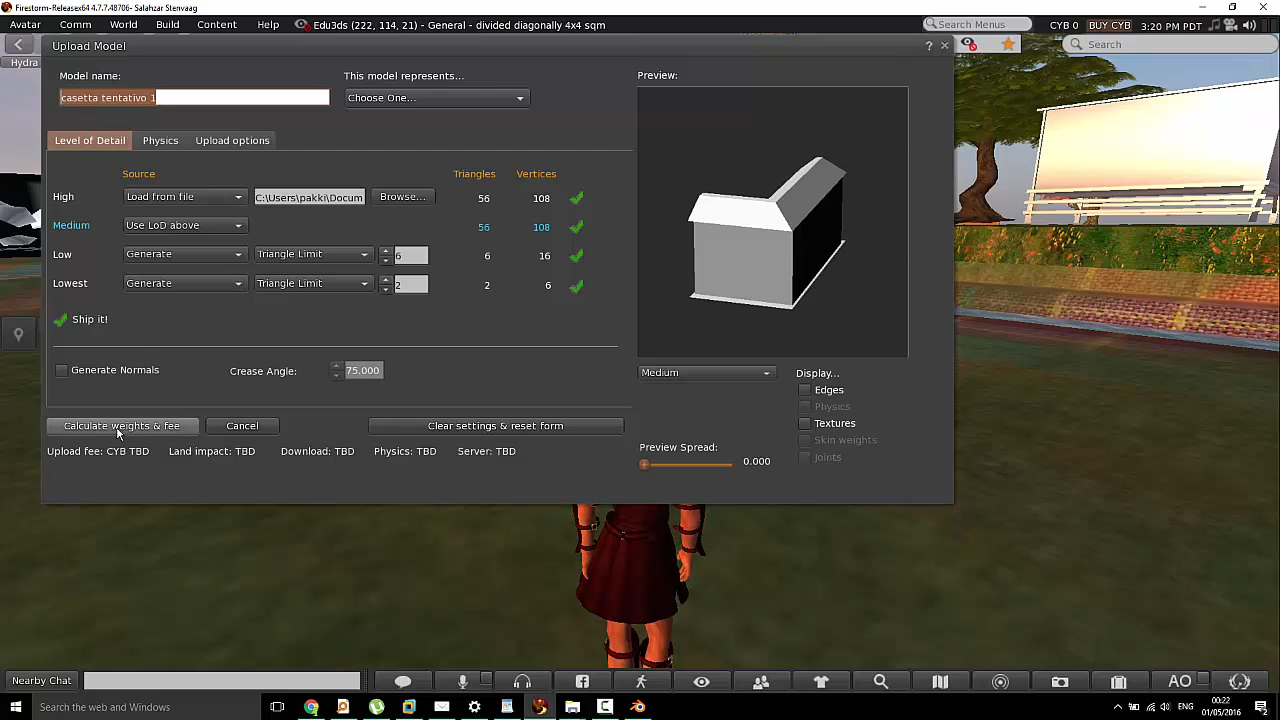 Firestorm-Releasex64 4.7.7.48706- Salahzar Stenvaag
Avatar Comm World Build Content Help Edu3ds (222, 114, 21) - General - divided diagonally 4x4 sqm Search Menus CYB 0 BUY CYB 3:20 PM PDT
Upload Model ? Search
Hydra
Model name: This model represents... Preview:
casetta tentativo 1 Choose One...
Level of Detail Physics Upload options
Source Triangles Vertices
High Load from file C:\Users\pakki\Docum Browse... 56 108
Medium Use LoD above 56 108
Low Generate Triangle Limit 6 6 16
Lowest Generate Triangle Limit 2 2 6
Ship it!
Generate Normals Crease Angle: 75.000
Medium Display...
Edges
Physics
Calculate weights & fee Cancel Clear settings & reset form Textures
Skin weights
Upload fee: CYB TBD Land impact: TBD Download: TBD Physics: TBD Server: TBD Preview Spread: 0.000 Joints
Nearby Chat AO
Search the web and Windows 00:22
01/05/2016